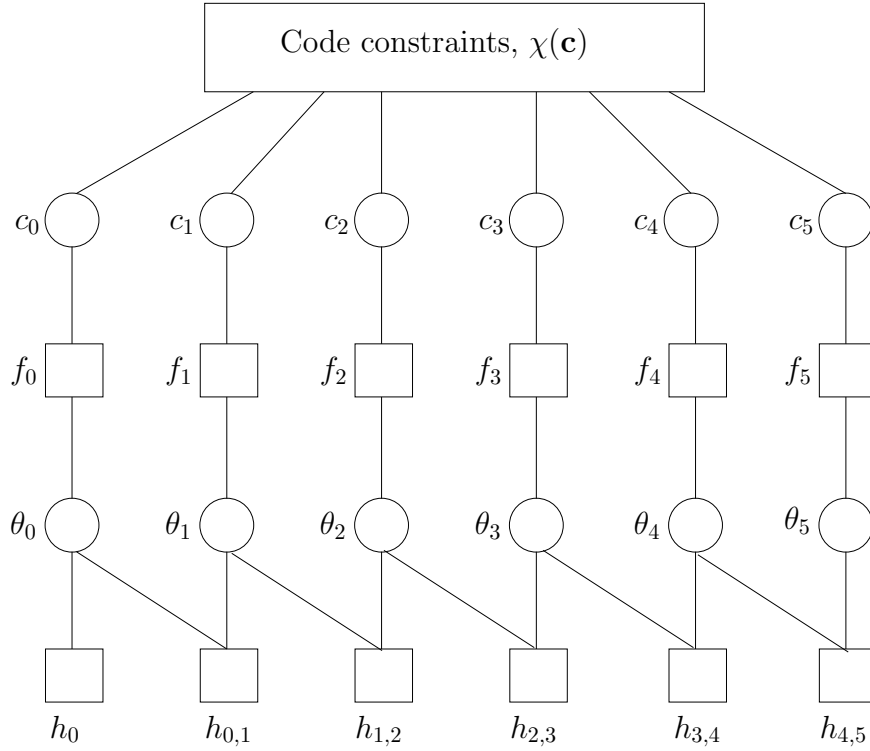 Code constraints, χ(𝐜)
c₀ c₁ c₂ c₃ c₄ c₅
f₀ f₁ f₂ f₃ f₄ f₅
θ₀ θ₁ θ₂ θ₃ θ₄ θ₅
h₀ h₀,₁ h₁,₂ h₂,₃ h₃,₄ h₄,₅